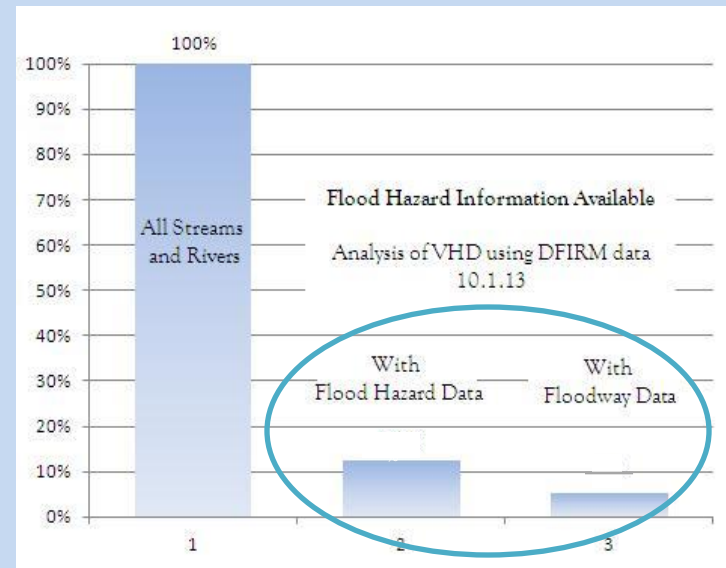 100%
100%
90%
80%
70%
60%
50%
40%
30%
20%
10%
0%
All Streams
and Rivers
Flood Hazard Information Available
Analysis of VHD using DFIRM data
10.1.13
With
Flood Hazard Data
With
Floodway Data
1
2
3